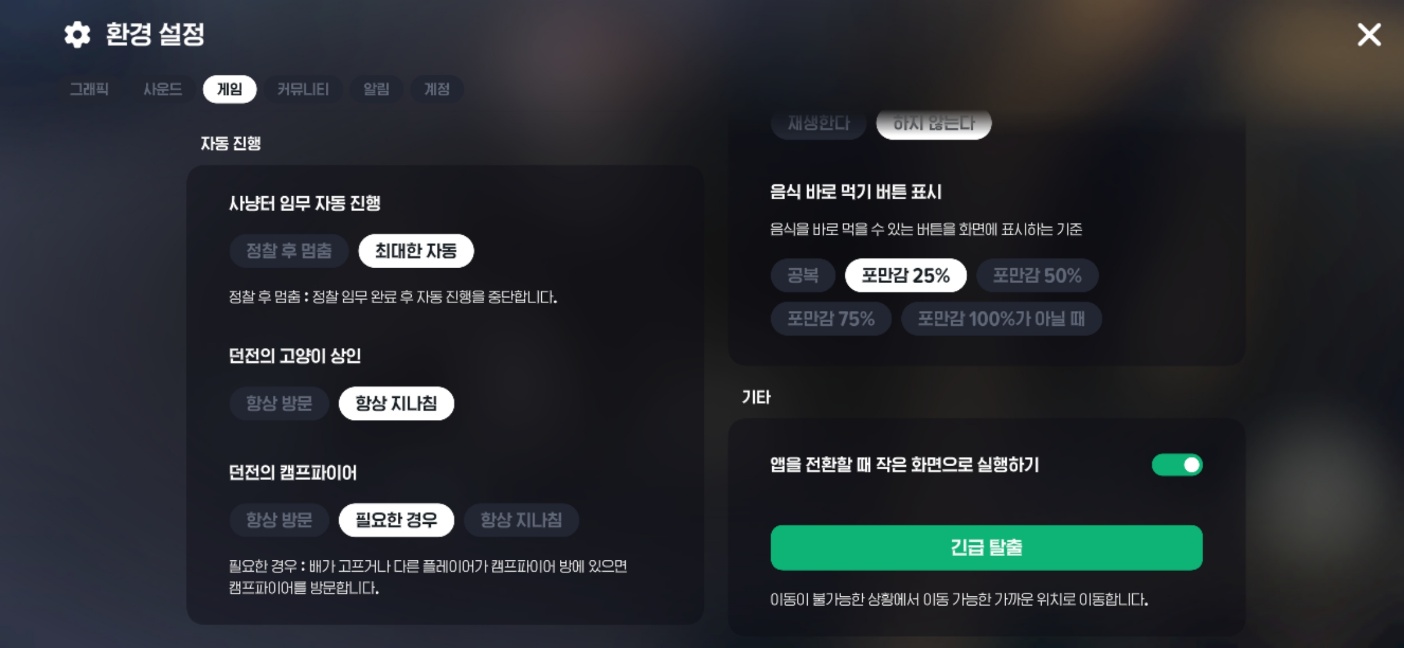 환경 설정
그래픽 사운드 게임 커뮤니티 알림 계정
자동 진행
사냥터 임무 자동 진행
정찰 후 멈춤 최대한 자동
정찰 후 멈춤 : 정찰 임무 완료 후 자동 진행을 중단합니다.
던전의 고양이 상인
항상 방문 항상 지나침
던전의 캠프파이어
항상 방문 필요한 경우 항상 지나침
필요한 경우 : 배가 고프거나 다른 플레이어가 캠프파이어 방에 있으면
캠프파이어를 방문합니다.
재생한다 하지 않는다
음식 바로 먹기 버튼 표시
음식을 바로 먹을 수 있는 버튼을 화면에 표시하는 기준
공복 포만감 25% 포만감 50%
포만감 75% 포만감 100%가 아닐 때
기타
앱을 전환할 때 작은 화면으로 실행하기
긴급 탈출
이동이 불가능한 상황에서 이동 가능한 가까운 위치로 이동합니다.